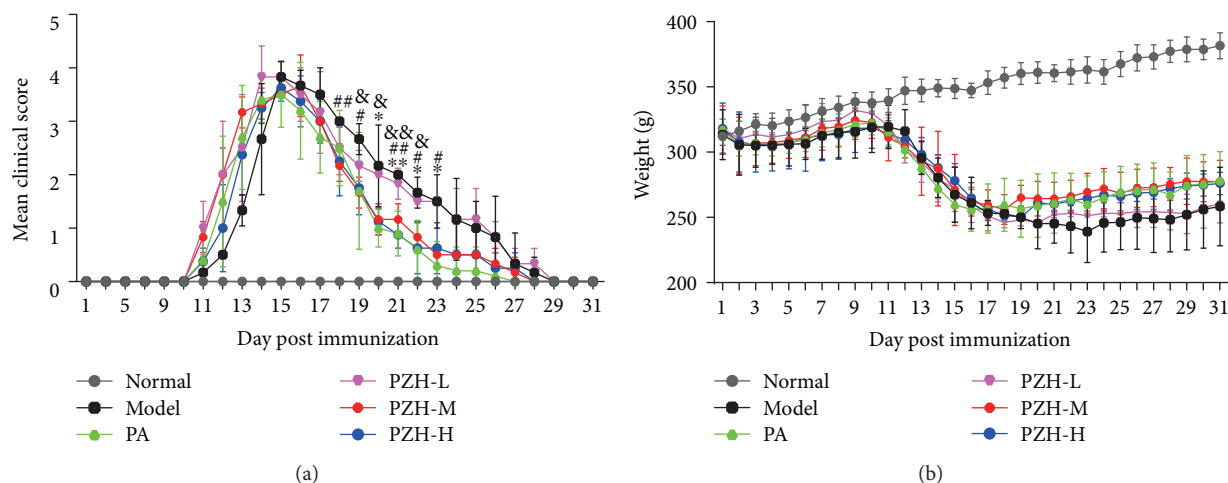 5
4
3
2
1
0
Mean clinical score
&
## & &
# *
&&
## &
** # #
* *
1 5 9 11 13 15 17 19 21 23 25 27 29 31
Day post immunization
Normal
Model
PA
PZH-L
PZH-M
PZH-H
(a)
400
350
300
250
200
Weight (g)
1 3 5 7 9 11 13 15 17 19 21 23 25 27 29 31
Day post immunization
Normal
Model
PA
PZH-L
PZH-M
PZH-H
(b)